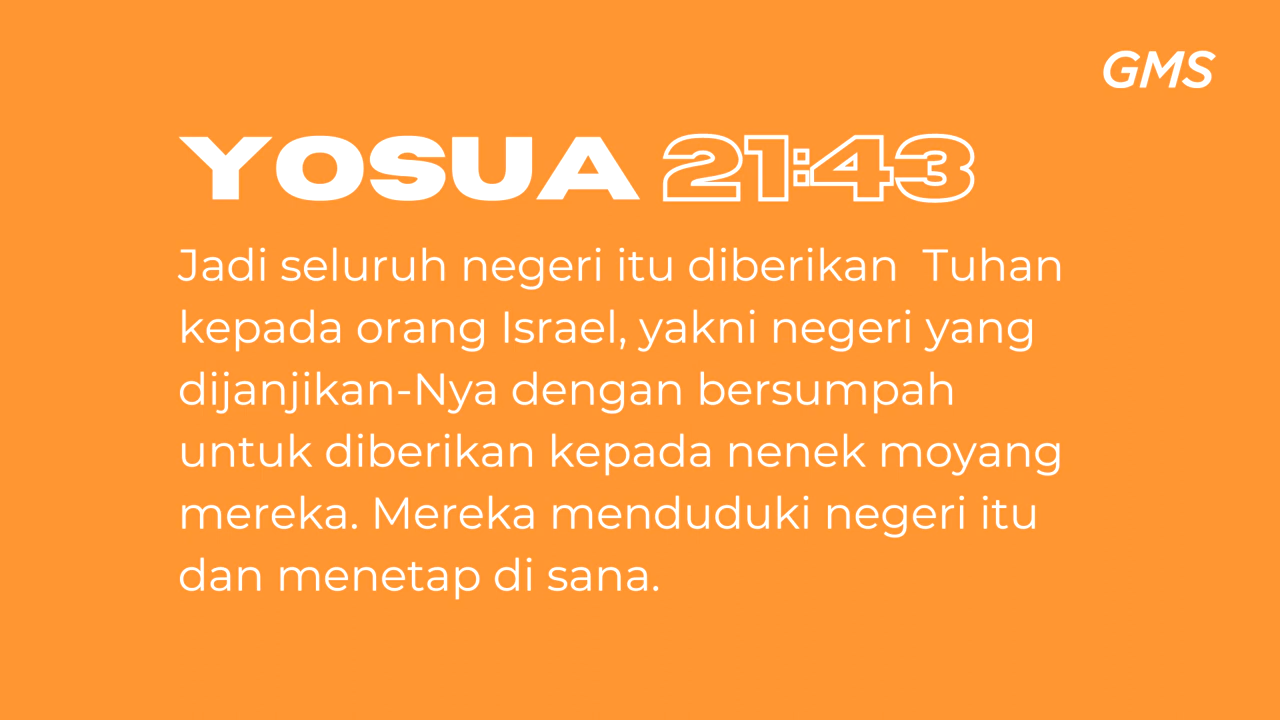 GMS
YOSUA 21:43
Jadi seluruh negeri itu diberikan  Tuhan
kepada orang Israel, yakni negeri yang
dijanjikan-Nya dengan bersumpah
untuk diberikan kepada nenek moyang
mereka. Mereka menduduki negeri itu
dan menetap di sana.